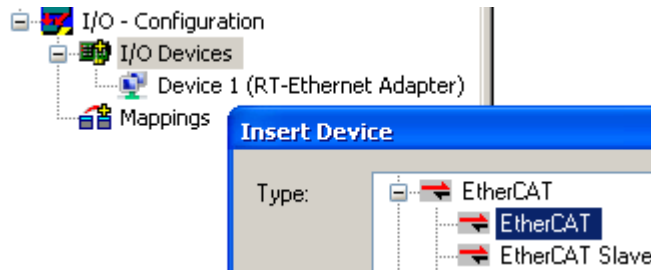 I/O - Configuration
I/O Devices
Device 1 (RT-Ethernet Adapter)
Mappings
Insert Device
Type:
EtherCAT
EtherCAT
EtherCAT Slave